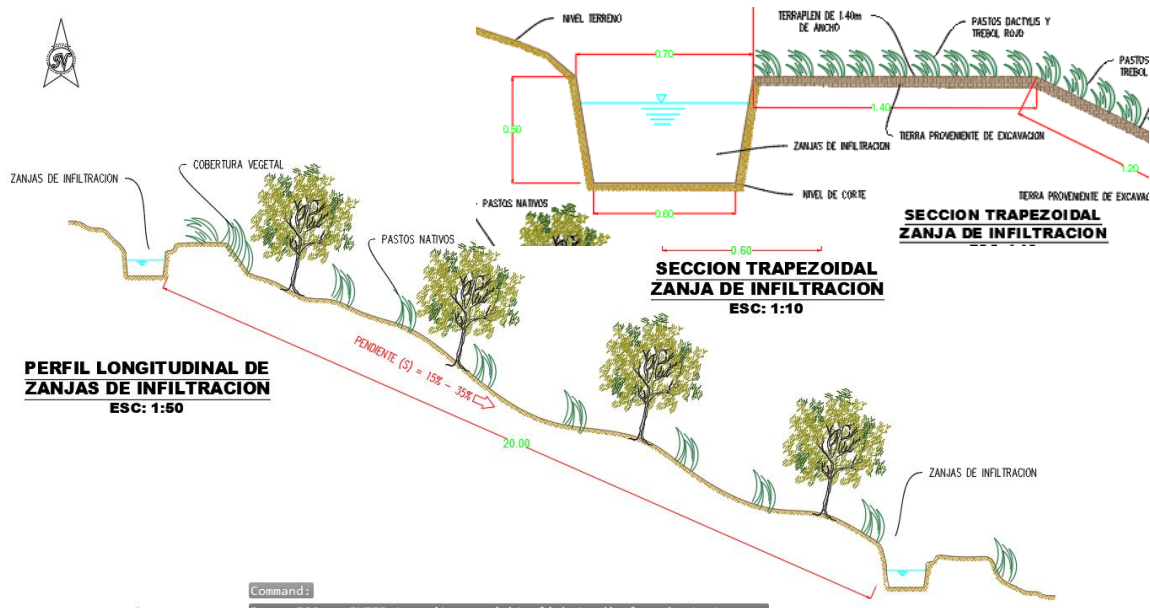 N
NIVEL TERRENO
TERRAPLEN DE 1.40m
DE ANCHO
PASTOS DACTYLIS Y
TREBOL ROJO
PASTOS
TREBOL
0.70
1.40
TIERRA PROVENIENTE DE EXCAVACION
ZANJAS DE INFILTRACION
NIVEL DE CORTE
0.60
1.20
TIERRA PROVENIENTE DE EXCAVAC
SECCION TRAPEZOIDAL
ZANJA DE INFILTRACION
PASTOS NATIVOS
0.60
SECCION TRAPEZOIDAL
ZANJA DE INFILTRACION
ESC: 1:10
COBERTURA VEGETAL
ZANJAS DE INFILTRACION
PASTOS NATIVOS
PENDIENTE (S) = 15% - 35%
PERFIL LONGITUDINAL DE
ZANJAS DE INFILTRACION
ESC: 1:50
20.00
ZANJAS DE INFILTRACION
Command: